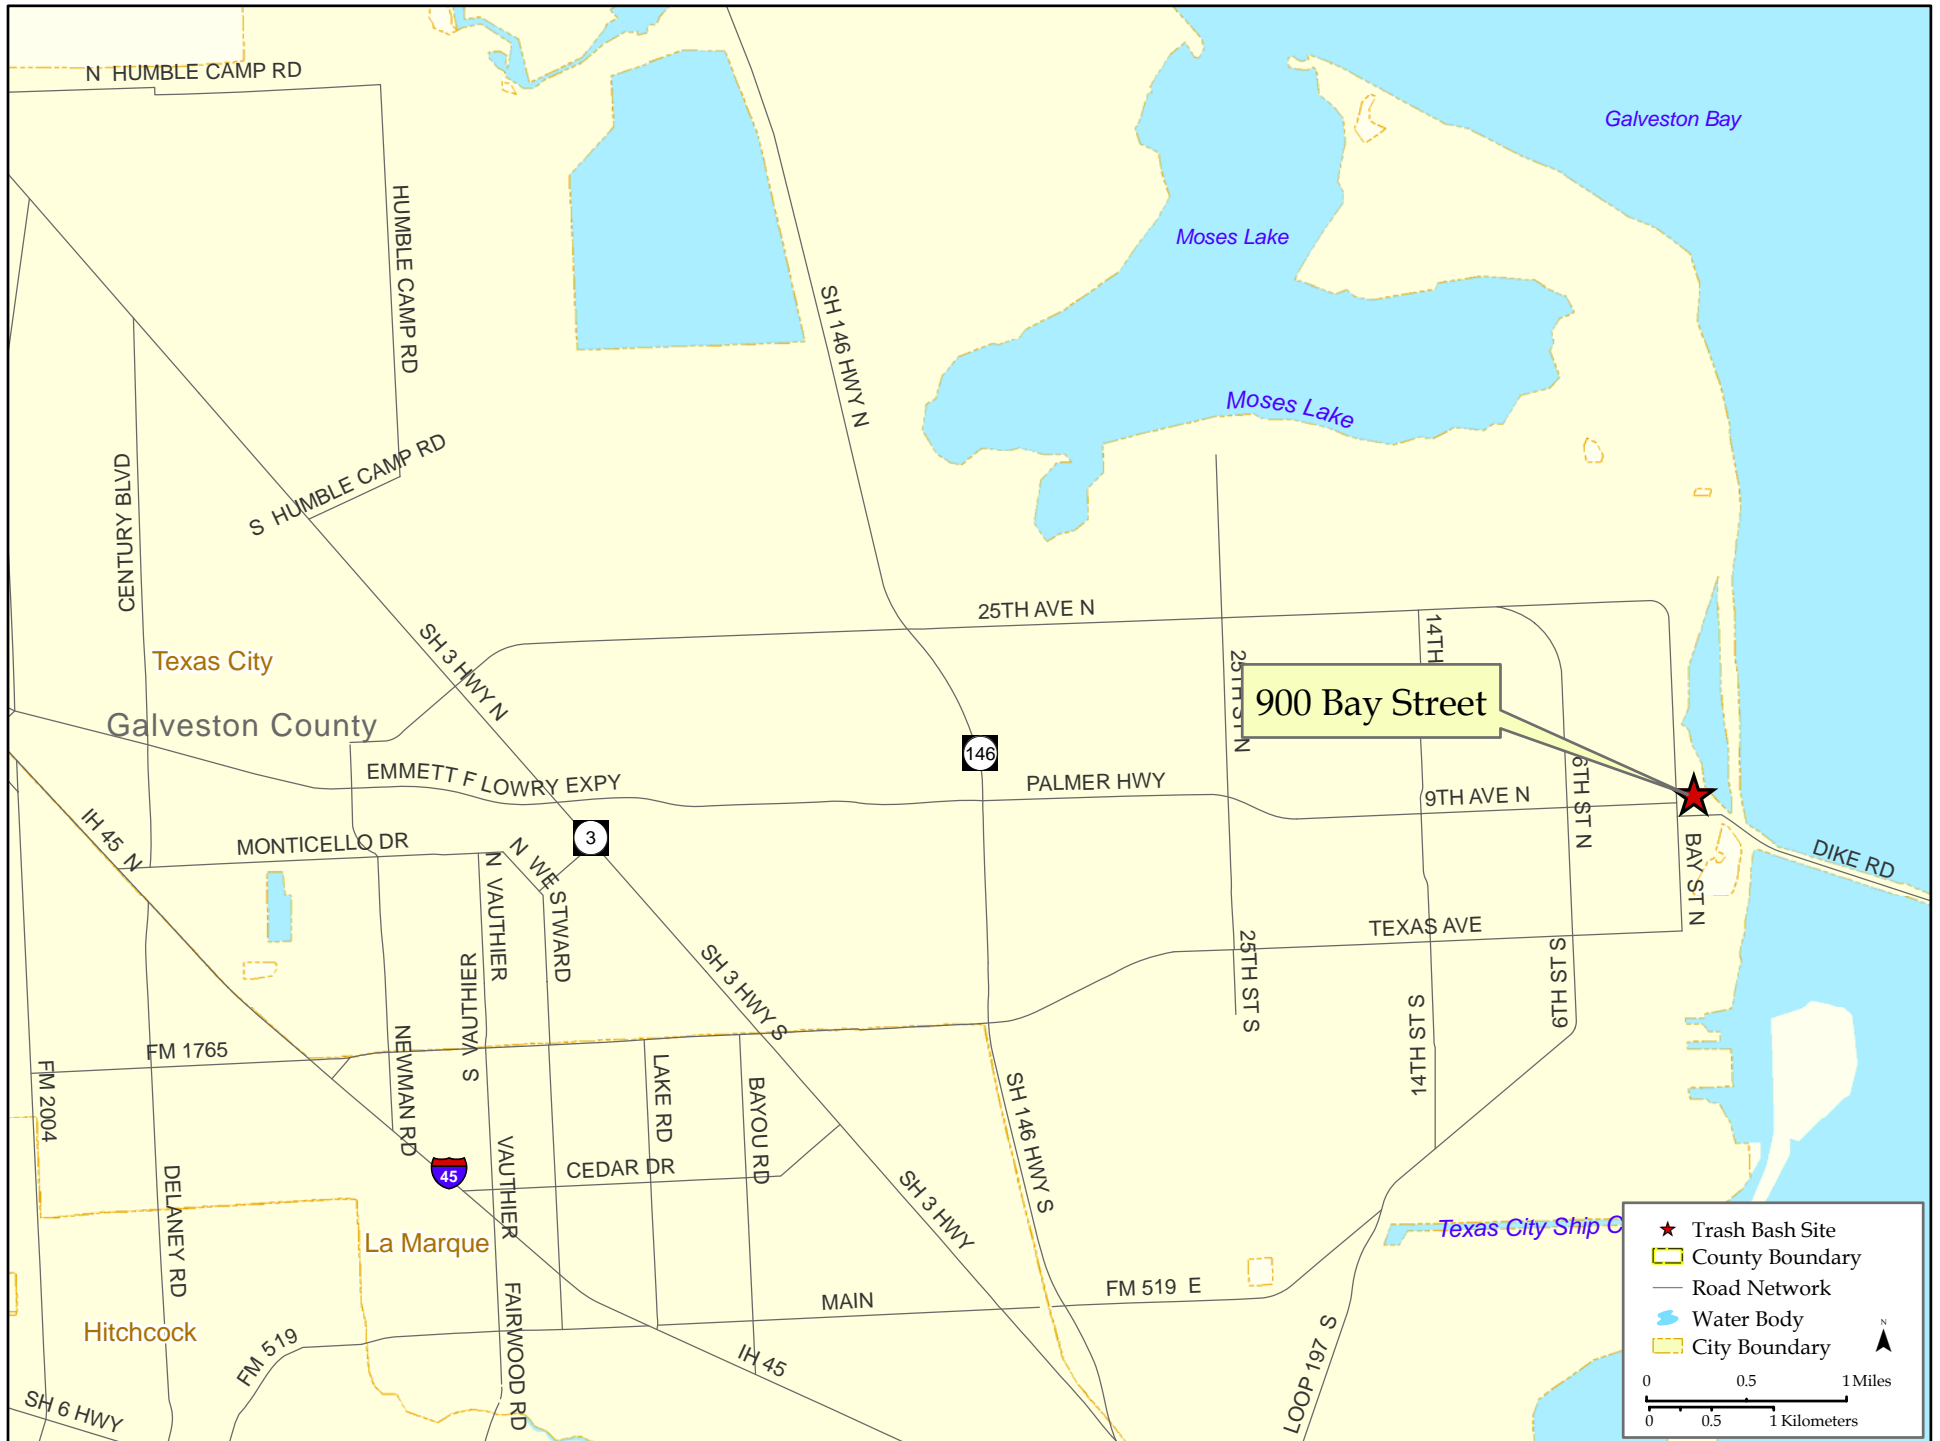 N HUMBLE CAMP RD
Galveston Bay
HUMBLE CAMP RD
Moses Lake
SH 146 HWY N
Moses Lake
S HUMBLE CAMP RD
CENTURY BLVD
25TH AVE N
14TH
SH 3 HWY N
Texas City
25TH ST N
900 Bay Street
Galveston County
146
EMMETT F LOWRY EXPY
PALMER HWY
9TH AVE N
6TH ST N
IH 45 N
MONTICELLO DR
3
N WESTWARD
N VAUTHIER
BAY ST N
DIKE RD
TEXAS AVE
SH 3 HWY S
25TH ST S
6TH ST S
S VAUTHIER
14TH ST S
NEWMAN RD
FM 1765
FM 2004
LAKE RD
BAYOU RD
SH 146 HWY S
45
CEDAR DR
VAUTHIER
DELANEY RD
SH 3 HWY
La Marque
Texas City Ship C
FM 519 E
MAIN
Hitchcock
FM 519
FAIRWOOD RD
IH 45
LOOP 197 S
SH 6 HWY
Trash Bash Site
County Boundary
Road Network
Water Body
City Boundary
N
0 0.5 1 Miles
0 0.5 1 Kilometers